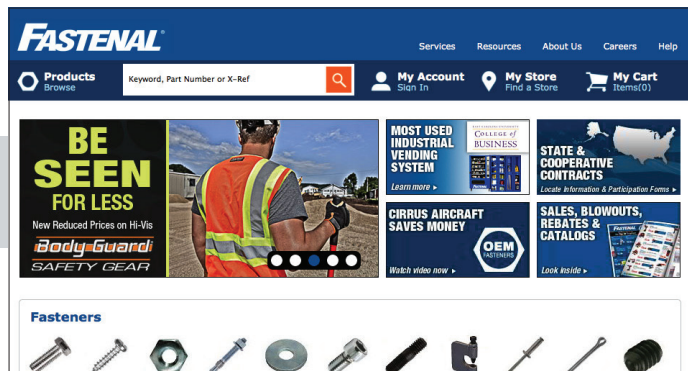 FASTENAL
Services Resources About Us Careers Help
Products
Browse
Keyword, Part Number or X-Ref
My Account
Sign In
My Store
Find a Store
My Cart
Items(0)
BE
SEEN
FOR LESS
New Reduced Prices on Hi-Vis
Body Guard
SAFETY GEAR
MOST USED
INDUSTRIAL
VENDING
SYSTEM
Learn more ▸
COLLEGE of
BUSINESS
STATE &
COOPERATIVE
CONTRACTS
Locate Information & Participation Forms ▸
CIRRUS AIRCRAFT
SAVES MONEY
Watch video now ▸
OEM
FASTENERS
SALES, BLOWOUTS,
REBATES &
CATALOGS
Look inside ▸
FASTENAL
Fasteners